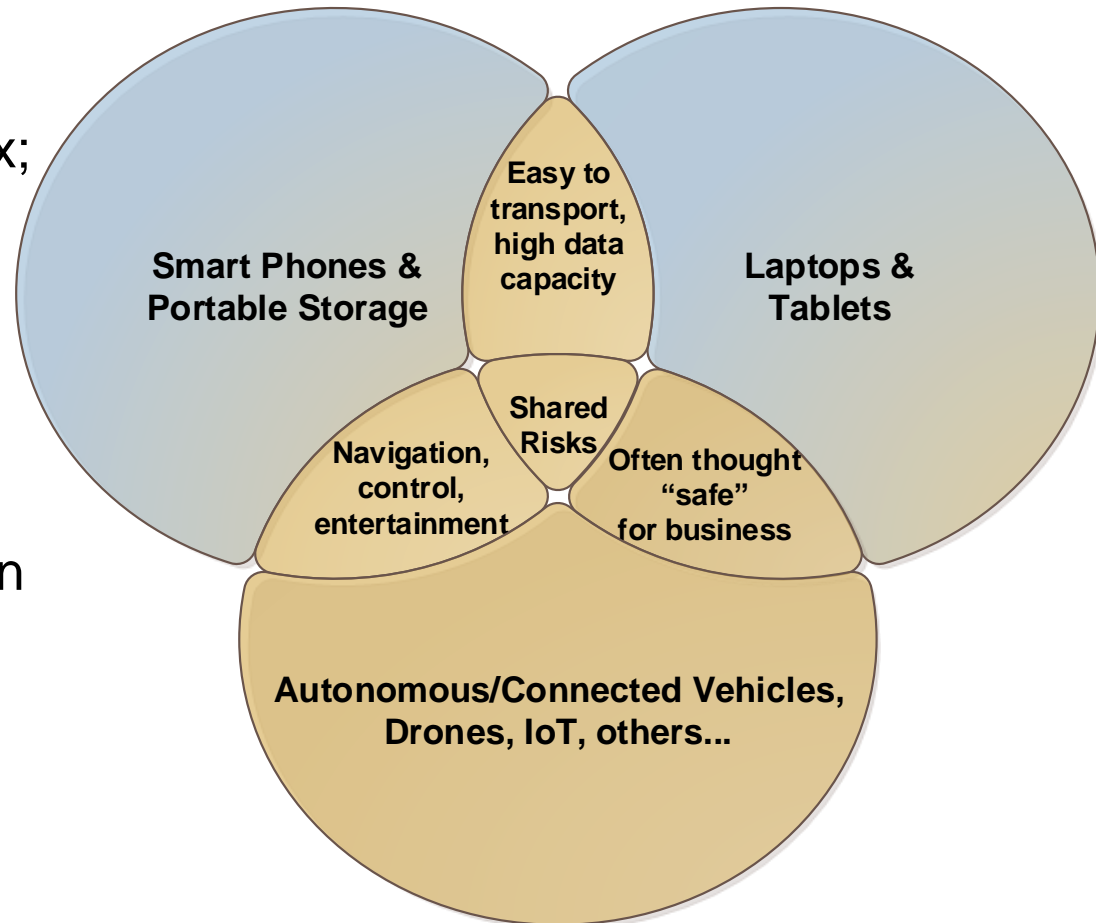 x;
n
Easy to
transport,
high data
capacity
Smart Phones &
Portable Storage
Laptops &
Tablets
Shared
Risks
Navigation,
control,
entertainment
Often thought
“safe”
for business
Autonomous/Connected Vehicles,
Drones, IoT, others...